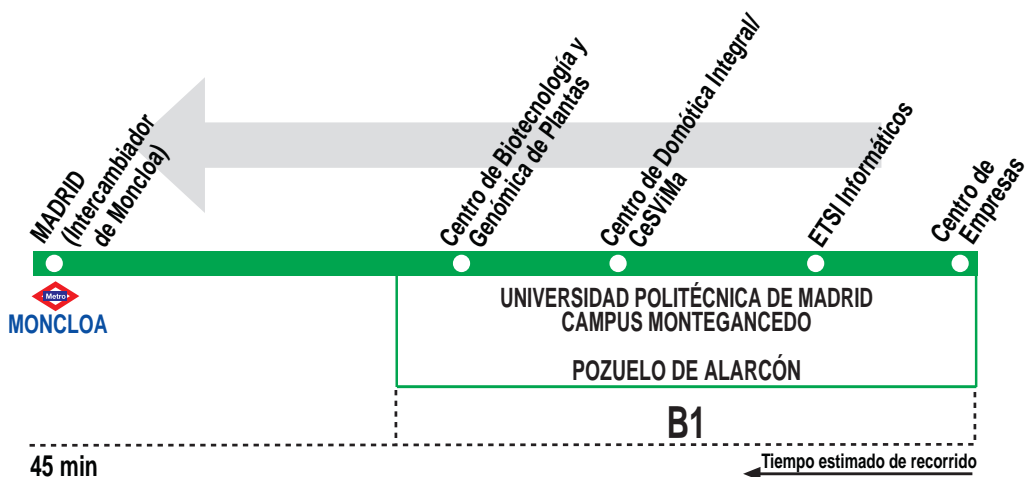 MADRID
(Intercambiador
de Moncloa)
Centro de Biotecnología y
Genómica de Plantas
Centro de Domótica Integral/
CeSViMa
ETSI Informáticos
Centro de
Empresas
Metro
MONCLOA
UNIVERSIDAD POLITÉCNICA DE MADRID
CAMPUS MONTEGANCEDO
POZUELO DE ALARCÓN
B1
45 min
Tiempo estimado de recorrido